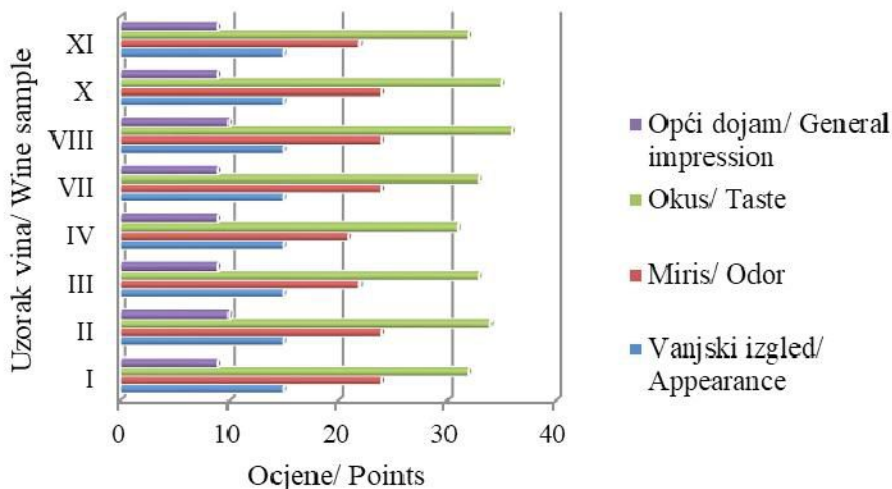 Uzorak vina/ Wine sample
XI
X
VIII
VII
IV
III
II
I
0 10 20 30 40
Ocjene/ Points
Opći dojam/ General
impression
Okus/ Taste
Miris/ Odor
Vanjski izgled/
Appearance